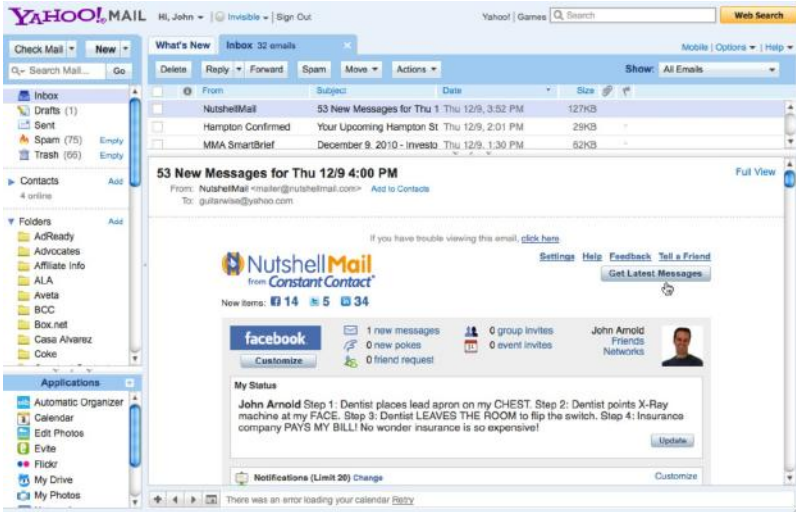 YAHOO! MAIL Hi, John Invisible Sign Out Yahoo! Games Search Web Search
Check Mail New What's New Inbox 32 emails Mobile Options Help
Search Mail... Go Delete Reply Forward Spam Move Actions Show: All Emails
From Subject Date Size
NutshellMail 53 New Messages for Thu 1 Thu 12/9, 3:52 PM 127KB
Hampton Confirmed Your Upcoming Hampton St Thu 12/9, 2:01 PM 29KB
MMA SmartBrief December 9, 2010 - Investo Thu 12/9, 1:30 PM 62KB
Inbox
Drafts (1)
Sent
Spam (75) Empty
Trash (66) Empty
Contacts Add
4 online
Folders Add
AdReady
Advocates
Affiliate Info
ALA
Aveta
BCC
Box.net
Casa Alvarez
Coke
Applications
Automatic Organizer
Calendar
Edit Photos
Evite
Flickr
My Drive
My Photos
53 New Messages for Thu 12/9 4:00 PM Full View
From: NutshellMail <mailer@nutshellmail.com> Add to Contacts
To: guitarwise@yahoo.com
If you have trouble viewing this email, click here
Settings Help Feedback Tell a Friend
NutshellMail
from Constant Contact
Get Latest Messages
New Items: 14 5 34
facebook
Customize
1 new messages 0 group invites
0 new pokes 0 event invites
0 friend request
John Arnold
Friends
Networks
My Status
John Arnold Step 1: Dentist places lead apron on my CHEST. Step 2: Dentist points X-Ray
machine at my FACE. Step 3: Dentist LEAVES THE ROOM to flip the switch. Step 4: Insurance
company PAYS MY BILL! No wonder insurance is so expensive!
Update
Notifications (Limit 20) Change Customize
There was an error loading your calendar Retry